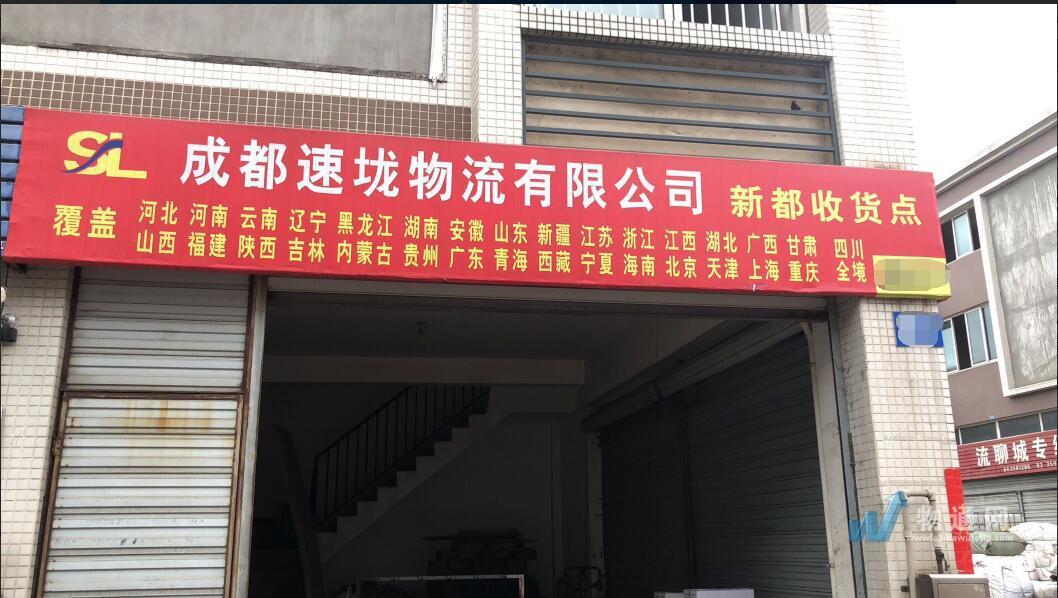 SL 成都速垅物流有限公司 新都收货点
覆盖
河北 河南 云南 辽宁 黑龙江 湖南 安徽 山东 新疆 江苏 浙江 江西 湖北 广西 甘肃 四川
山西 福建 陕西 吉林 内蒙古 贵州 广东 青海 西藏 宁夏 海南 北京 天津 上海 重庆 全境
流聊城专
物通网